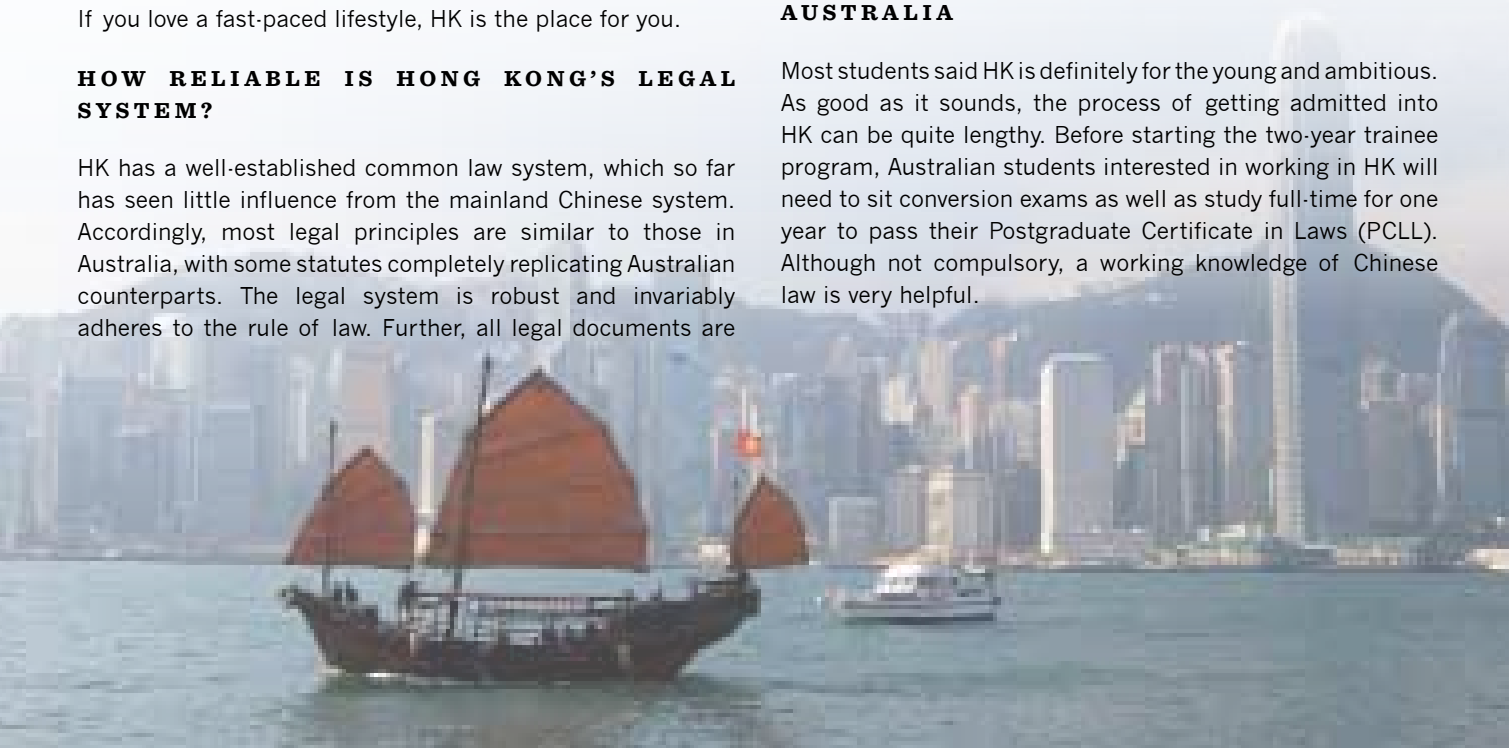 If you love a fast-paced lifestyle, HK is the place for you.
HOW RELIABLE IS HONG KONG'S LEGAL
SYSTEM?
HK has a well-established common law system, which so far
has seen little influence from the mainland Chinese system.
Accordingly, most legal principles are similar to those in
Australia, with some statutes completely replicating Australian
counterparts. The legal system is robust and invariably
adheres to the rule of law. Further, all legal documents are
AUSTRALIA
Most students said HK is definitely for the young and ambitious.
As good as it sounds, the process of getting admitted into
HK can be quite lengthy. Before starting the two-year trainee
program, Australian students interested in working in HK will
need to sit conversion exams as well as study full-time for one
year to pass their Postgraduate Certificate in Laws (PCLL).
Although not compulsory, a working knowledge of Chinese
law is very helpful.